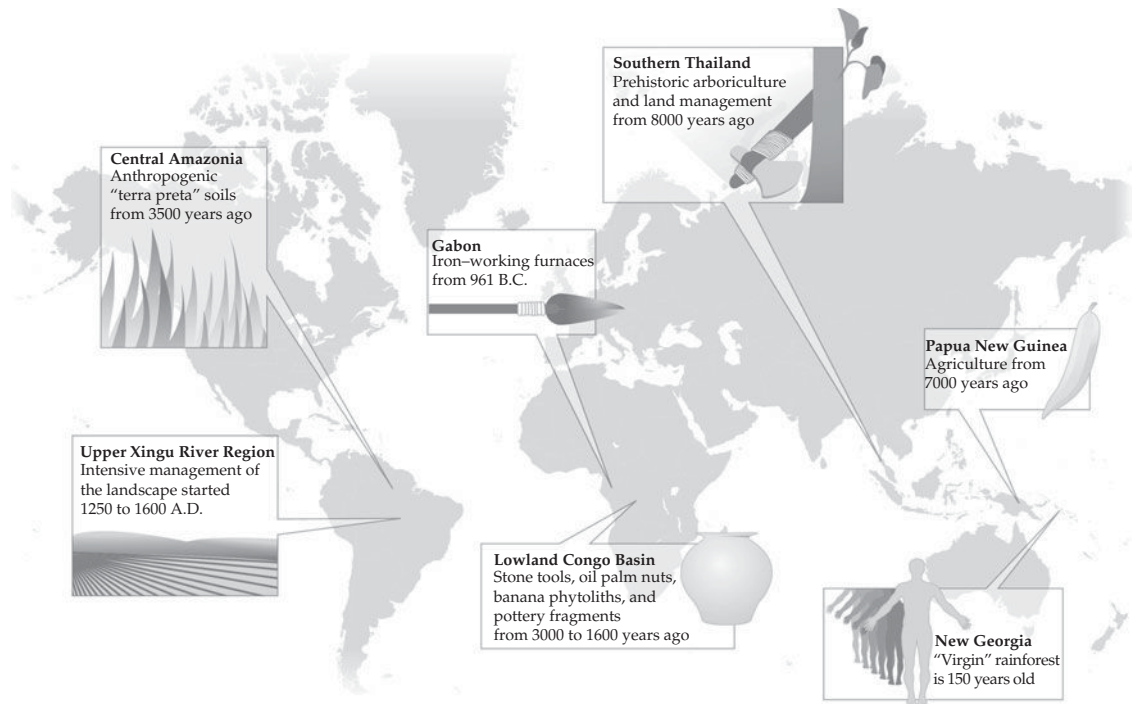 Southern Thailand
Prehistoric arboriculture
and land management
from 8000 years ago
Central Amazonia
Anthropogenic
“terra preta” soils
from 3500 years ago
Gabon
Iron–working furnaces
from 961 B.C.
Papua New Guinea
Agriculture from
7000 years ago
Upper Xingu River Region
Intensive management of
the landscape started
1250 to 1600 A.D.
Lowland Congo Basin
Stone tools, oil palm nuts,
banana phytoliths, and
pottery fragments
from 3000 to 1600 years ago
New Georgia
“Virgin” rainforest
is 150 years old